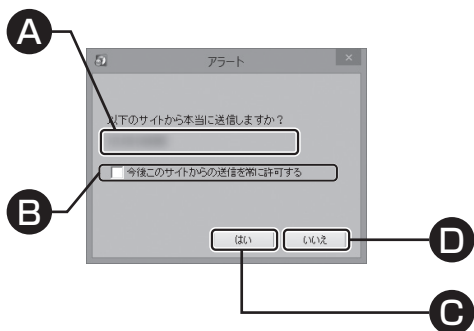 A
アラート
以下のサイトから本当に送信しますか？
今後このサイトからの送信を常に許可する
B
はい
いいえ
D
C